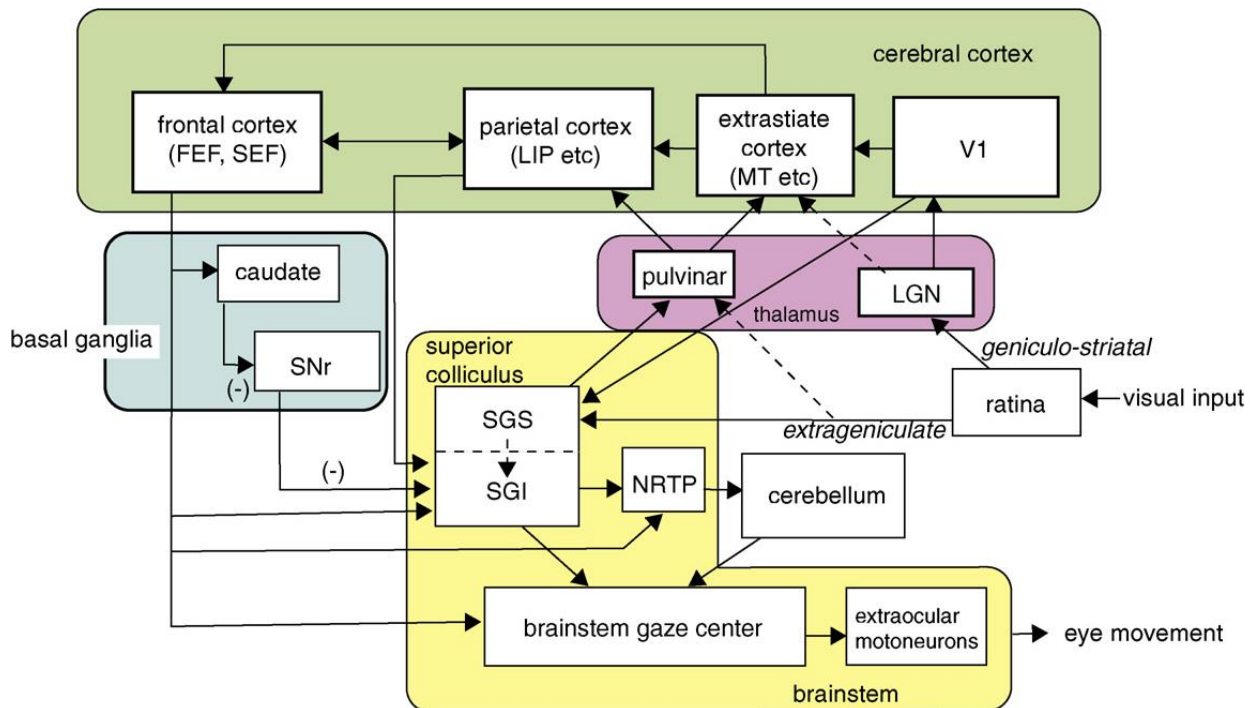 cerebral cortex
frontal cortex
(FEF, SEF)
parietal cortex
(LIP etc)
extrastiate
cortex
(MT etc)
V1
caudate
basal ganglia
SNr
(-)
(-)
pulvinar
LGN
thalamus
geniculo-striatal
superior
colliculus
SGS
SGI
ratina
visual input
extrageniculate
NRTP
cerebellum
brainstem gaze center
extraocular
motoneurons
eye movement
brainstem